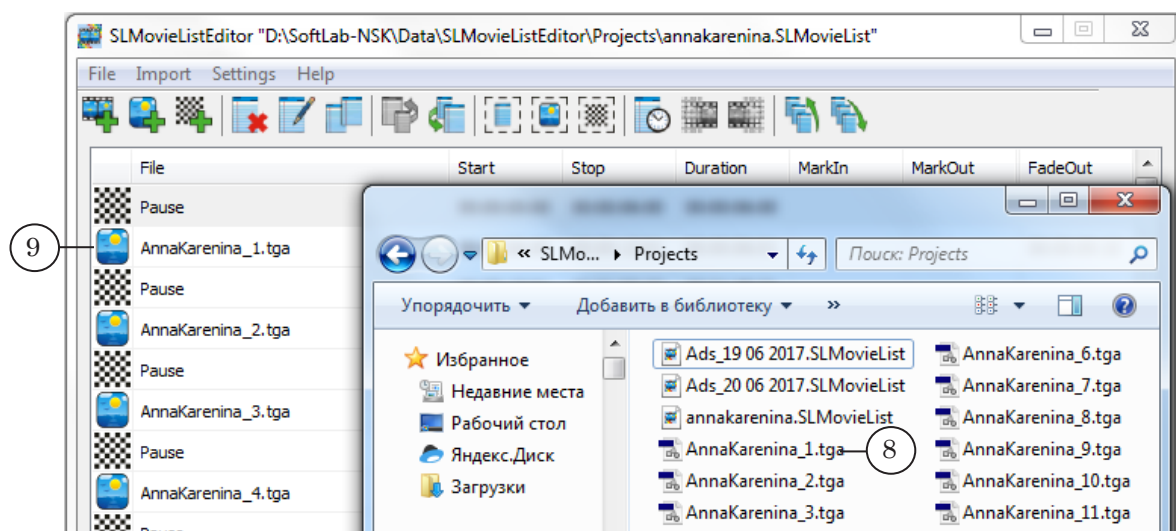 SLMovieListEditor "D:\SoftLab-NSK\Data\SLMovieListEditor\Projects\annakarenina.SLMovieList"
File Import Settings Help
File Start Stop Duration MarkIn MarkOut FadeOut
Pause
9
AnnaKarenina_1.tga
Pause
AnnaKarenina_2.tga
Pause
AnnaKarenina_3.tga
Pause
AnnaKarenina_4.tga
« SLMo... Projects
Поиск: Projects
Упорядочить Добавить в библиотеку »
Избранное
Недавние места
Рабочий стол
Яндекс.Диск
Загрузки
Ads_19 06 2017.SLMovieList
Ads_20 06 2017.SLMovieList
annakarenina.SLMovieList
AnnaKarenina_1.tga
8
AnnaKarenina_2.tga
AnnaKarenina_3.tga
AnnaKarenina_6.tga
AnnaKarenina_7.tga
AnnaKarenina_8.tga
AnnaKarenina_9.tga
AnnaKarenina_10.tga
AnnaKarenina_11.tga